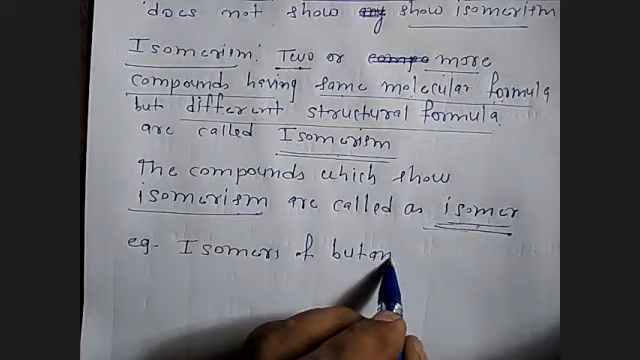 does not show any show isomerism
Isomerism: Two or compo more
compounds having same molecular formula
but different structural formula.
are called Isomerism
The compounds which show
isomerism are called as isomer
eg- Isomers of butan